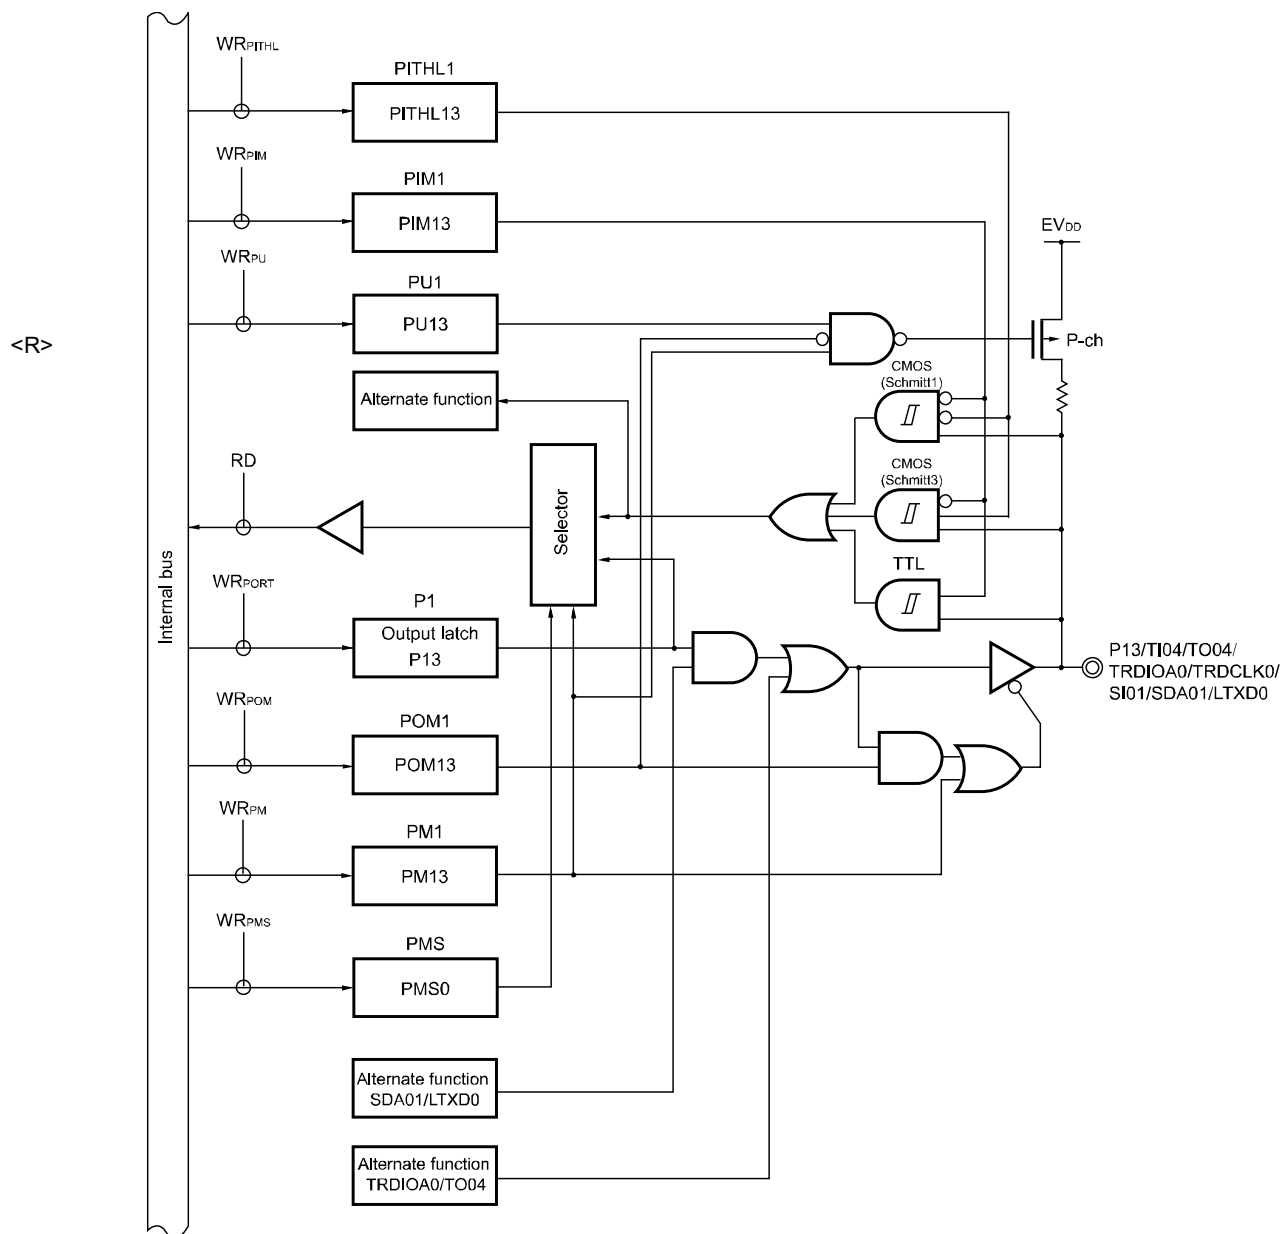 WRPITHL
PITHL1
PITHL13
WRPIM
PIM1
PIM13
EVDD
WRPU
PU1
PU13
<R>
P-ch
CMOS
(Schmitt1)
Alternate function
RD
CMOS
(Schmitt3)
Selector
TTL
Internal bus
WRPORT
P1
Output latch
P13
P13/TI04/TO04/
TRDIOA0/TRDCLK0/
SI01/SDA01/LTXD0
WRPOM
POM1
POM13
WRPM
PM1
PM13
WRPMS
PMS
PMS0
Alternate function
SDA01/LTXD0
Alternate function
TRDIOA0/TO04